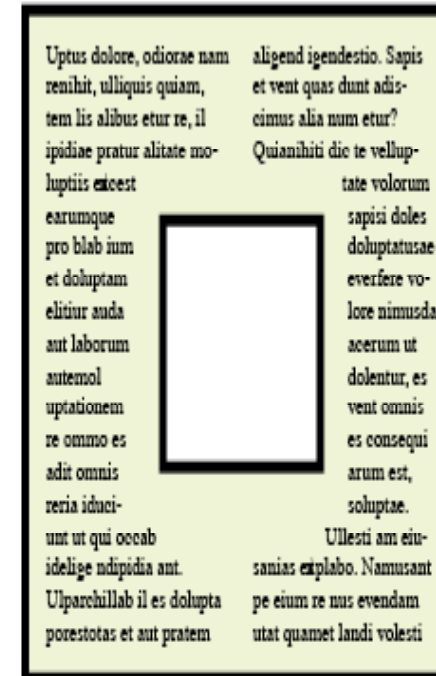 Uptus dolore, odiorae nam
renihit, ulliquis quiam,
tem lis alibus etur re, il
ipidiae pratur alitate mo-
luptiis excest
earumque
pro blab ium
et doluptam
elitiur auda
aut laborum
autemol
uptationem
re ommo es
adit omnis
reria iduci-
unt ut qui occab
idelige ndipidia ant.
Ulparchillab il es dolupta
porestotas et aut pratem
aligend igendestio. Sapis
et vent quas dunt adis-
cimus alia num etur?
Quianihiti dic te vellup-
tate volorum
sapisi doles
doluptatusae
everfere vo-
lore nimusda
acerum ut
dolentur, es
vent omnis
es consequi
arum est,
soluptae.
Ullesti am eiu-
sanias explabo. Namusant
pe eium re nus evendam
utat quamet landi volesti